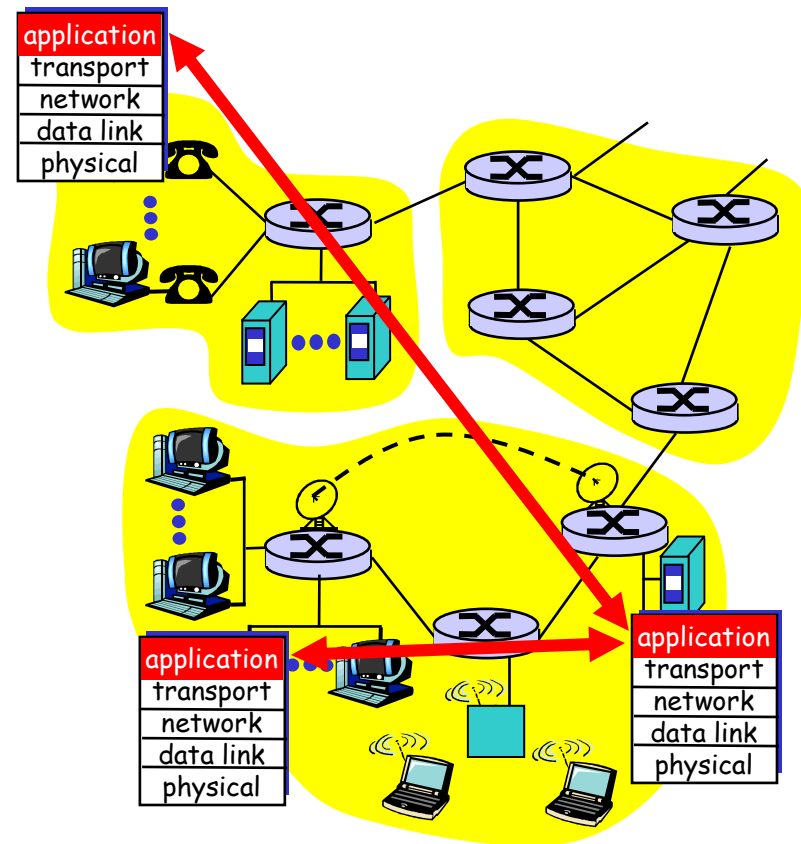 application
transport
network
data link
physical
application
transport
network
data link
physical
application
transport
network
data link
physical